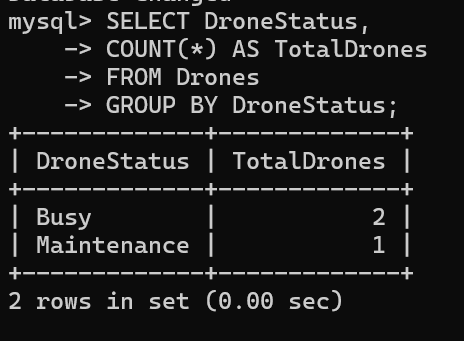 mysql> SELECT DroneStatus,
    -> COUNT(*) AS TotalDrones
    -> FROM Drones
    -> GROUP BY DroneStatus;
+-------------+-------------+
| DroneStatus | TotalDrones |
+-------------+-------------+
| Busy        |           2 |
| Maintenance |           1 |
+-------------+-------------+
2 rows in set (0.00 sec)